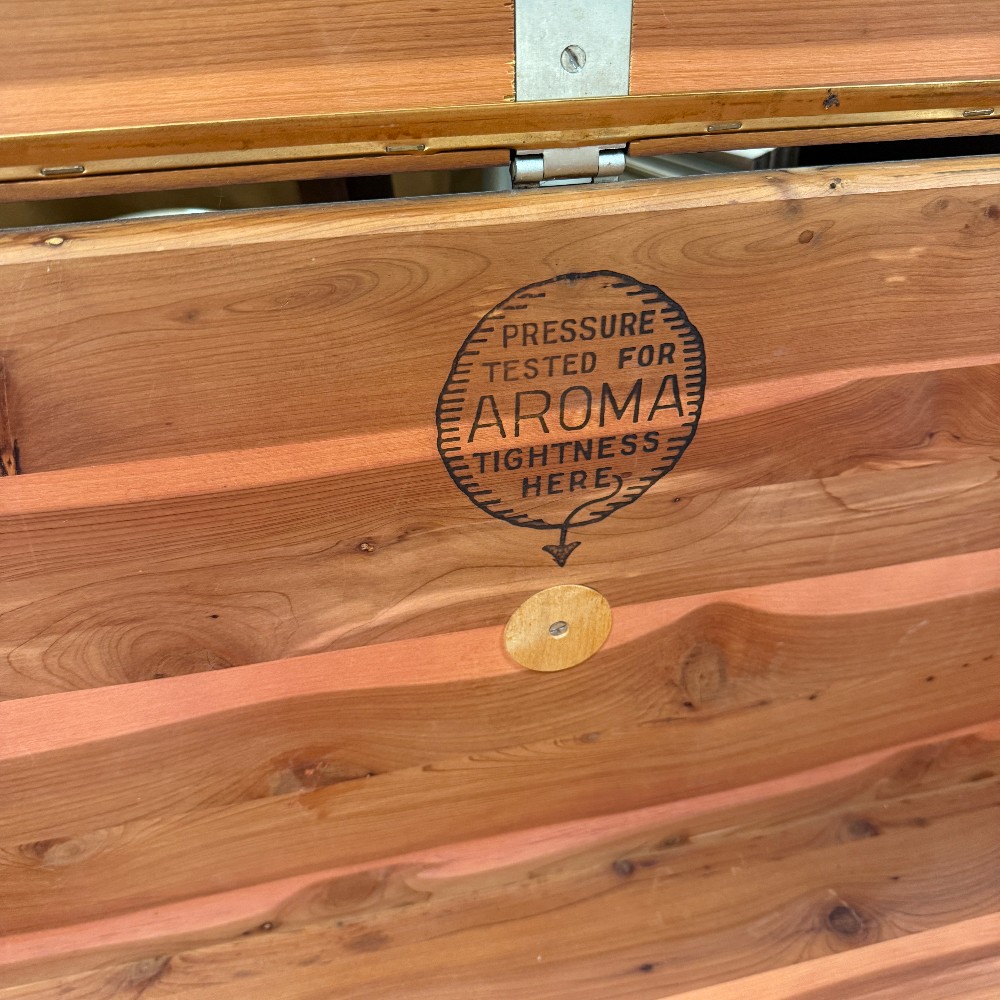 PRESSURE
TESTED FOR
AROMA
TIGHTNESS
HERE